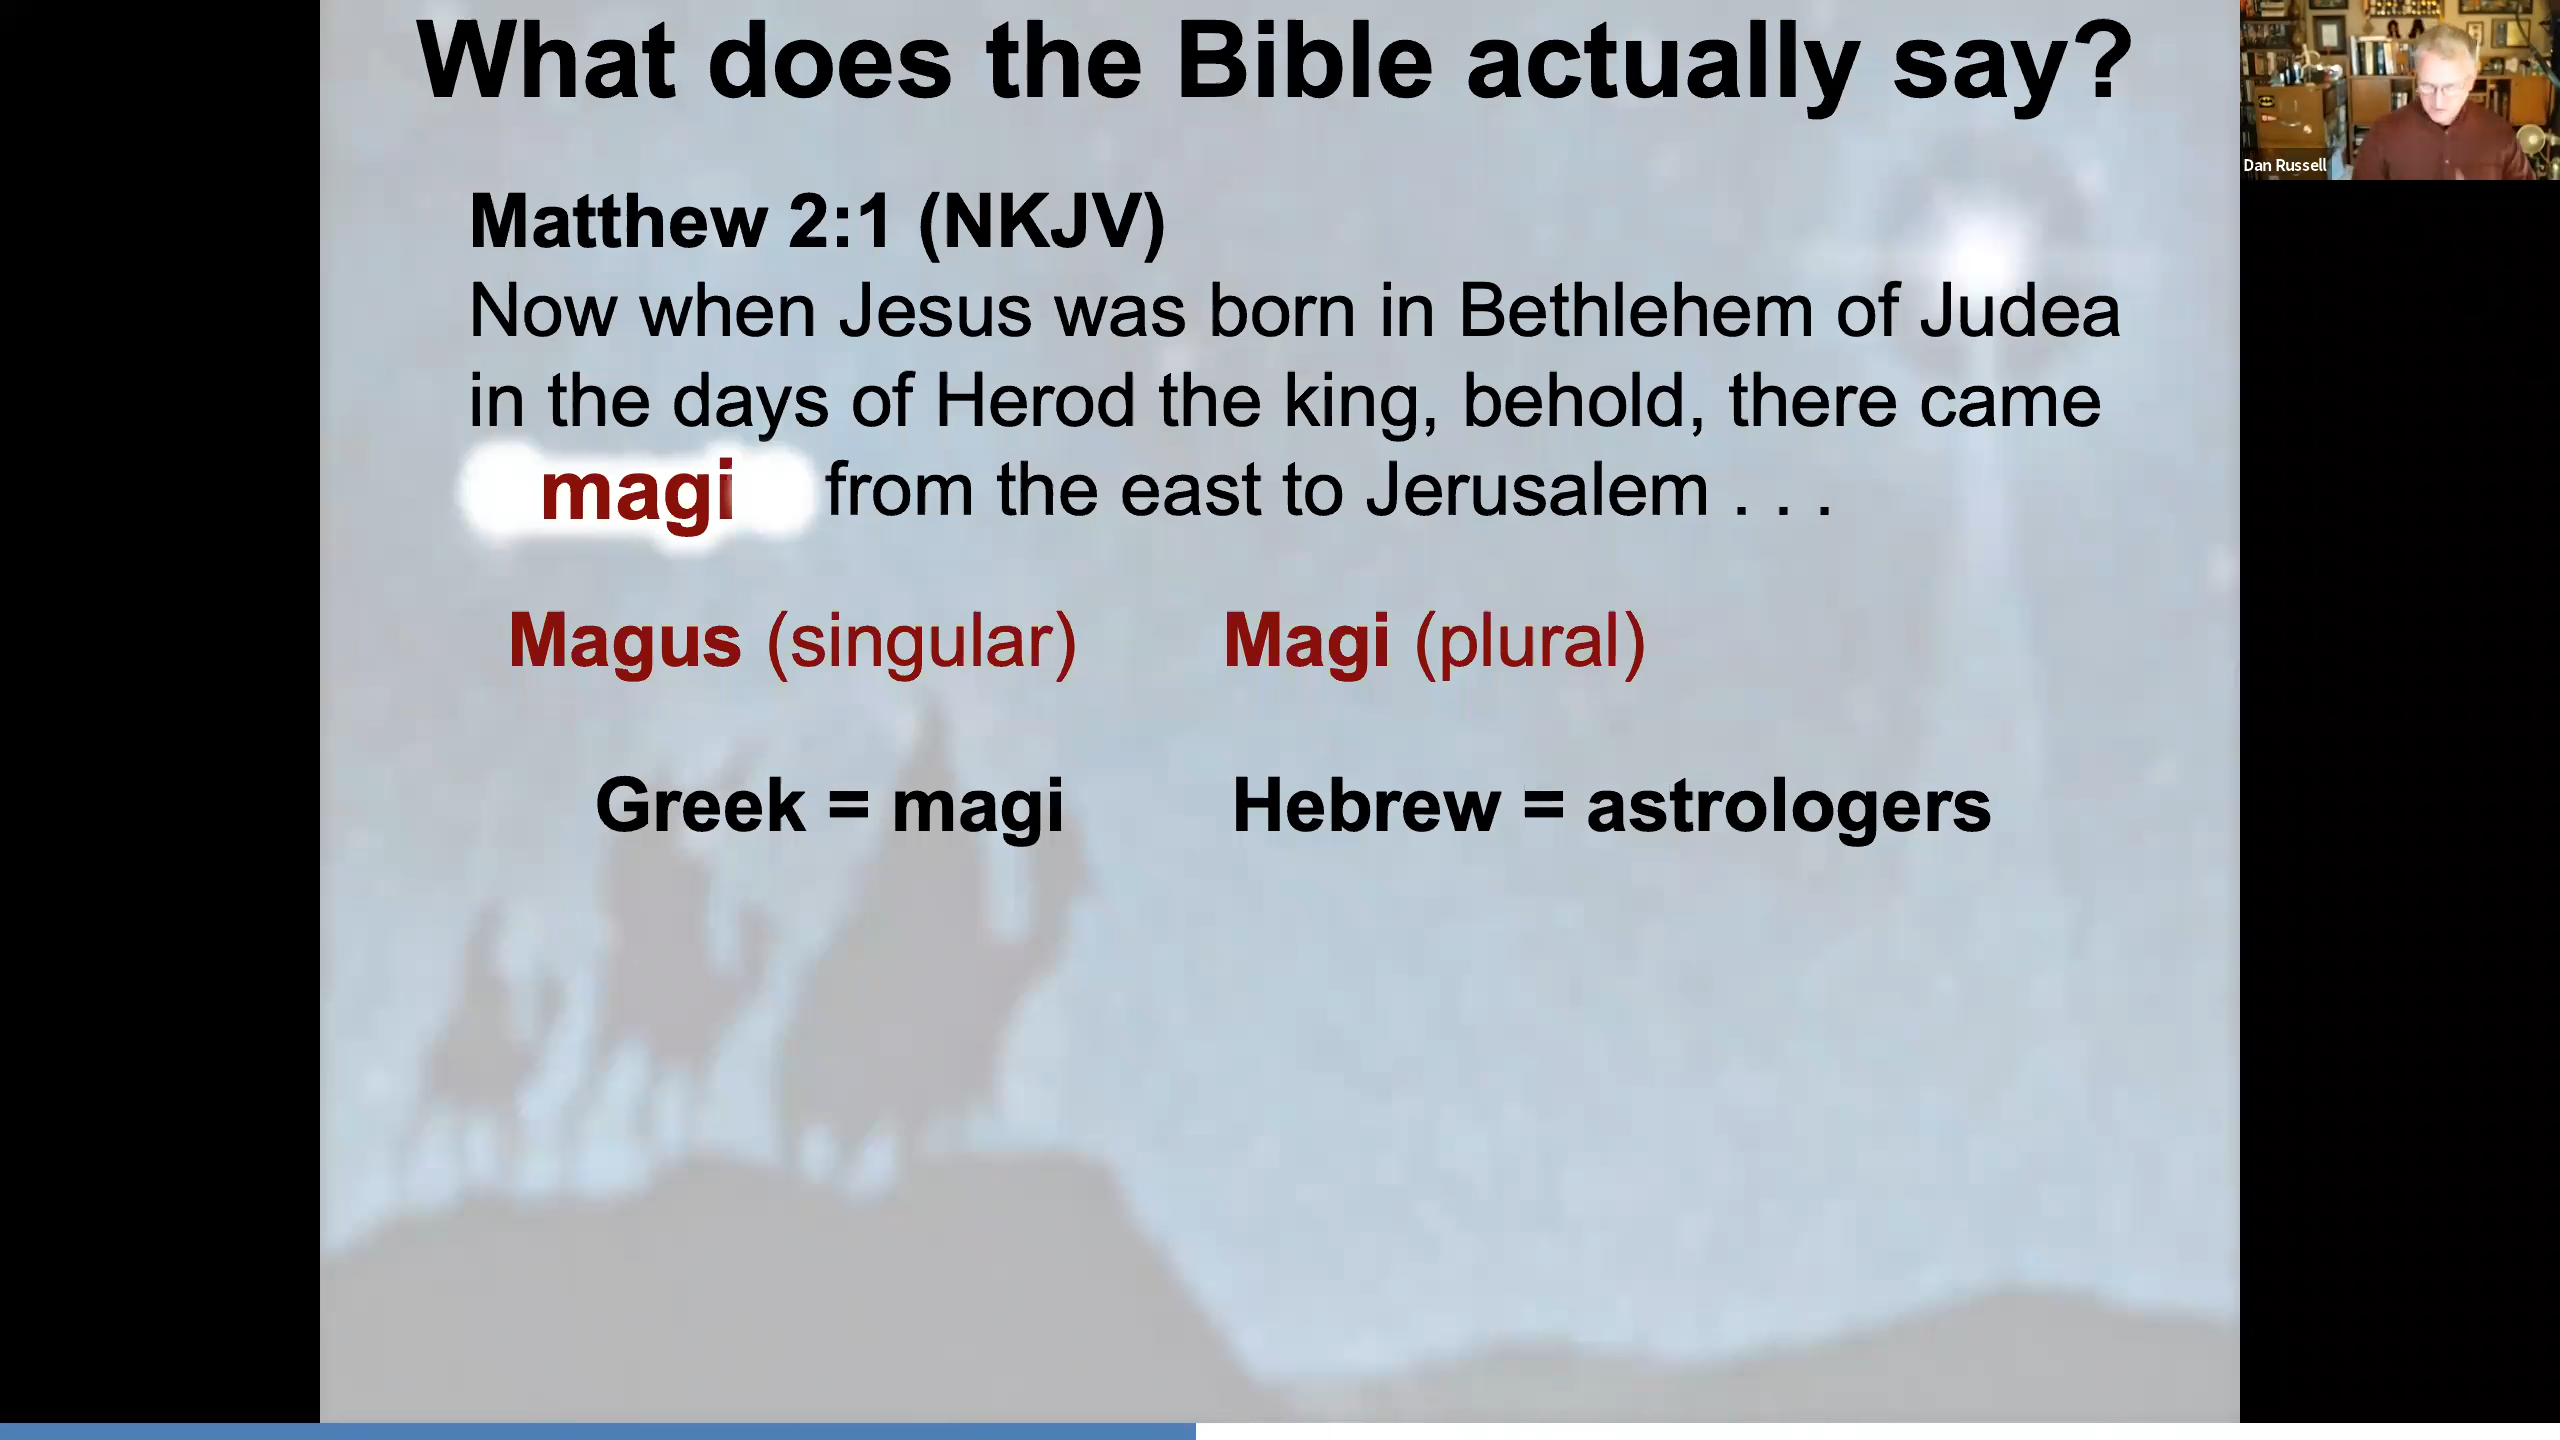 What does the Bible actually say?
Matthew 2:1 (NKJV)
Now when Jesus was born in Bethlehem of Judea
in the days of Herod the king, behold, there came
magi from the east to Jerusalem . . .
Magus (singular) Magi (plural)
Greek = magi Hebrew = astrologers
Dan Russell